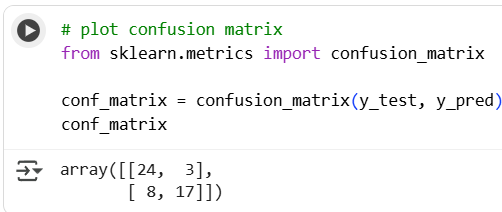 # plot confusion matrix
from sklearn.metrics import confusion_matrix
conf_matrix = confusion_matrix(y_test, y_pred)
conf_matrix
array([[24,  3],
       [ 8, 17]])